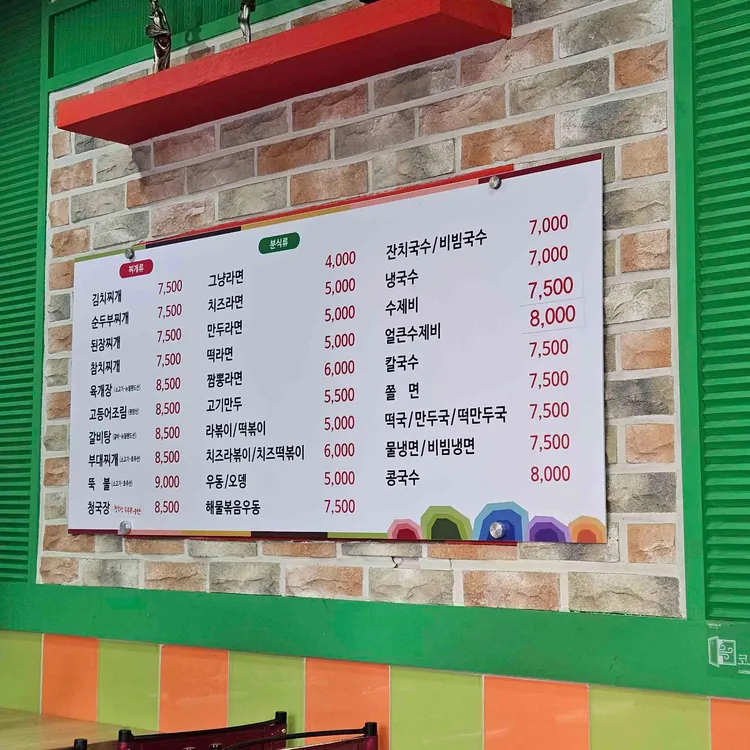 찌개류
김치찌개 7,500
순두부찌개 7,500
된장찌개 7,500
참치찌개 7,500
육개장 8,500
고등어조림 8,500
갈비탕 8,500
부대찌개 8,500
뚝 불 9,000
청국장 8,500
분식류
그냥라면 4,000
치즈라면 5,000
만두라면 5,000
떡라면 5,000
짬뽕라면 6,000
고기만두 5,500
라볶이/떡볶이 5,000
치즈라볶이/치즈떡볶이 6,000
우동/오뎅 5,000
해물볶음우동 7,500
잔치국수/비빔국수 7,000
냉국수 7,000
수제비 7,500
얼큰수제비 8,000
칼국수 7,500
쫄 면 7,500
떡국/만두국/떡만두국 7,500
물냉면/비빔냉면 7,500
콩국수 8,000